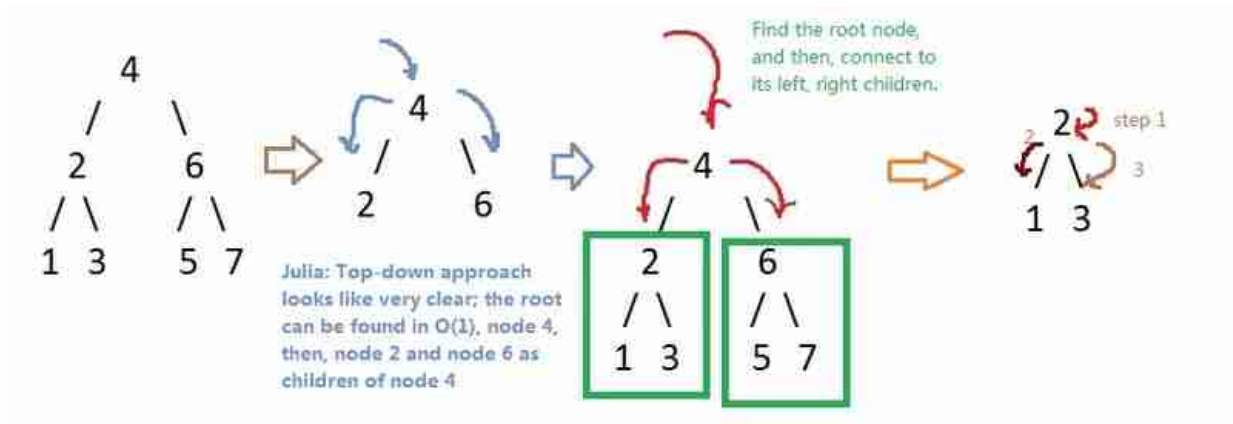 4
2 6
1 3 5 7
4
2 6
Julia: Top-down approach
looks like very clear; the root
can be found in O(1), node 4,
then, node 2 and node 6 as
children of node 4
Find the root node,
and then, connect to
its left, right children.
4
2 6
1 3 5 7
2 step 1
2 3
1 3